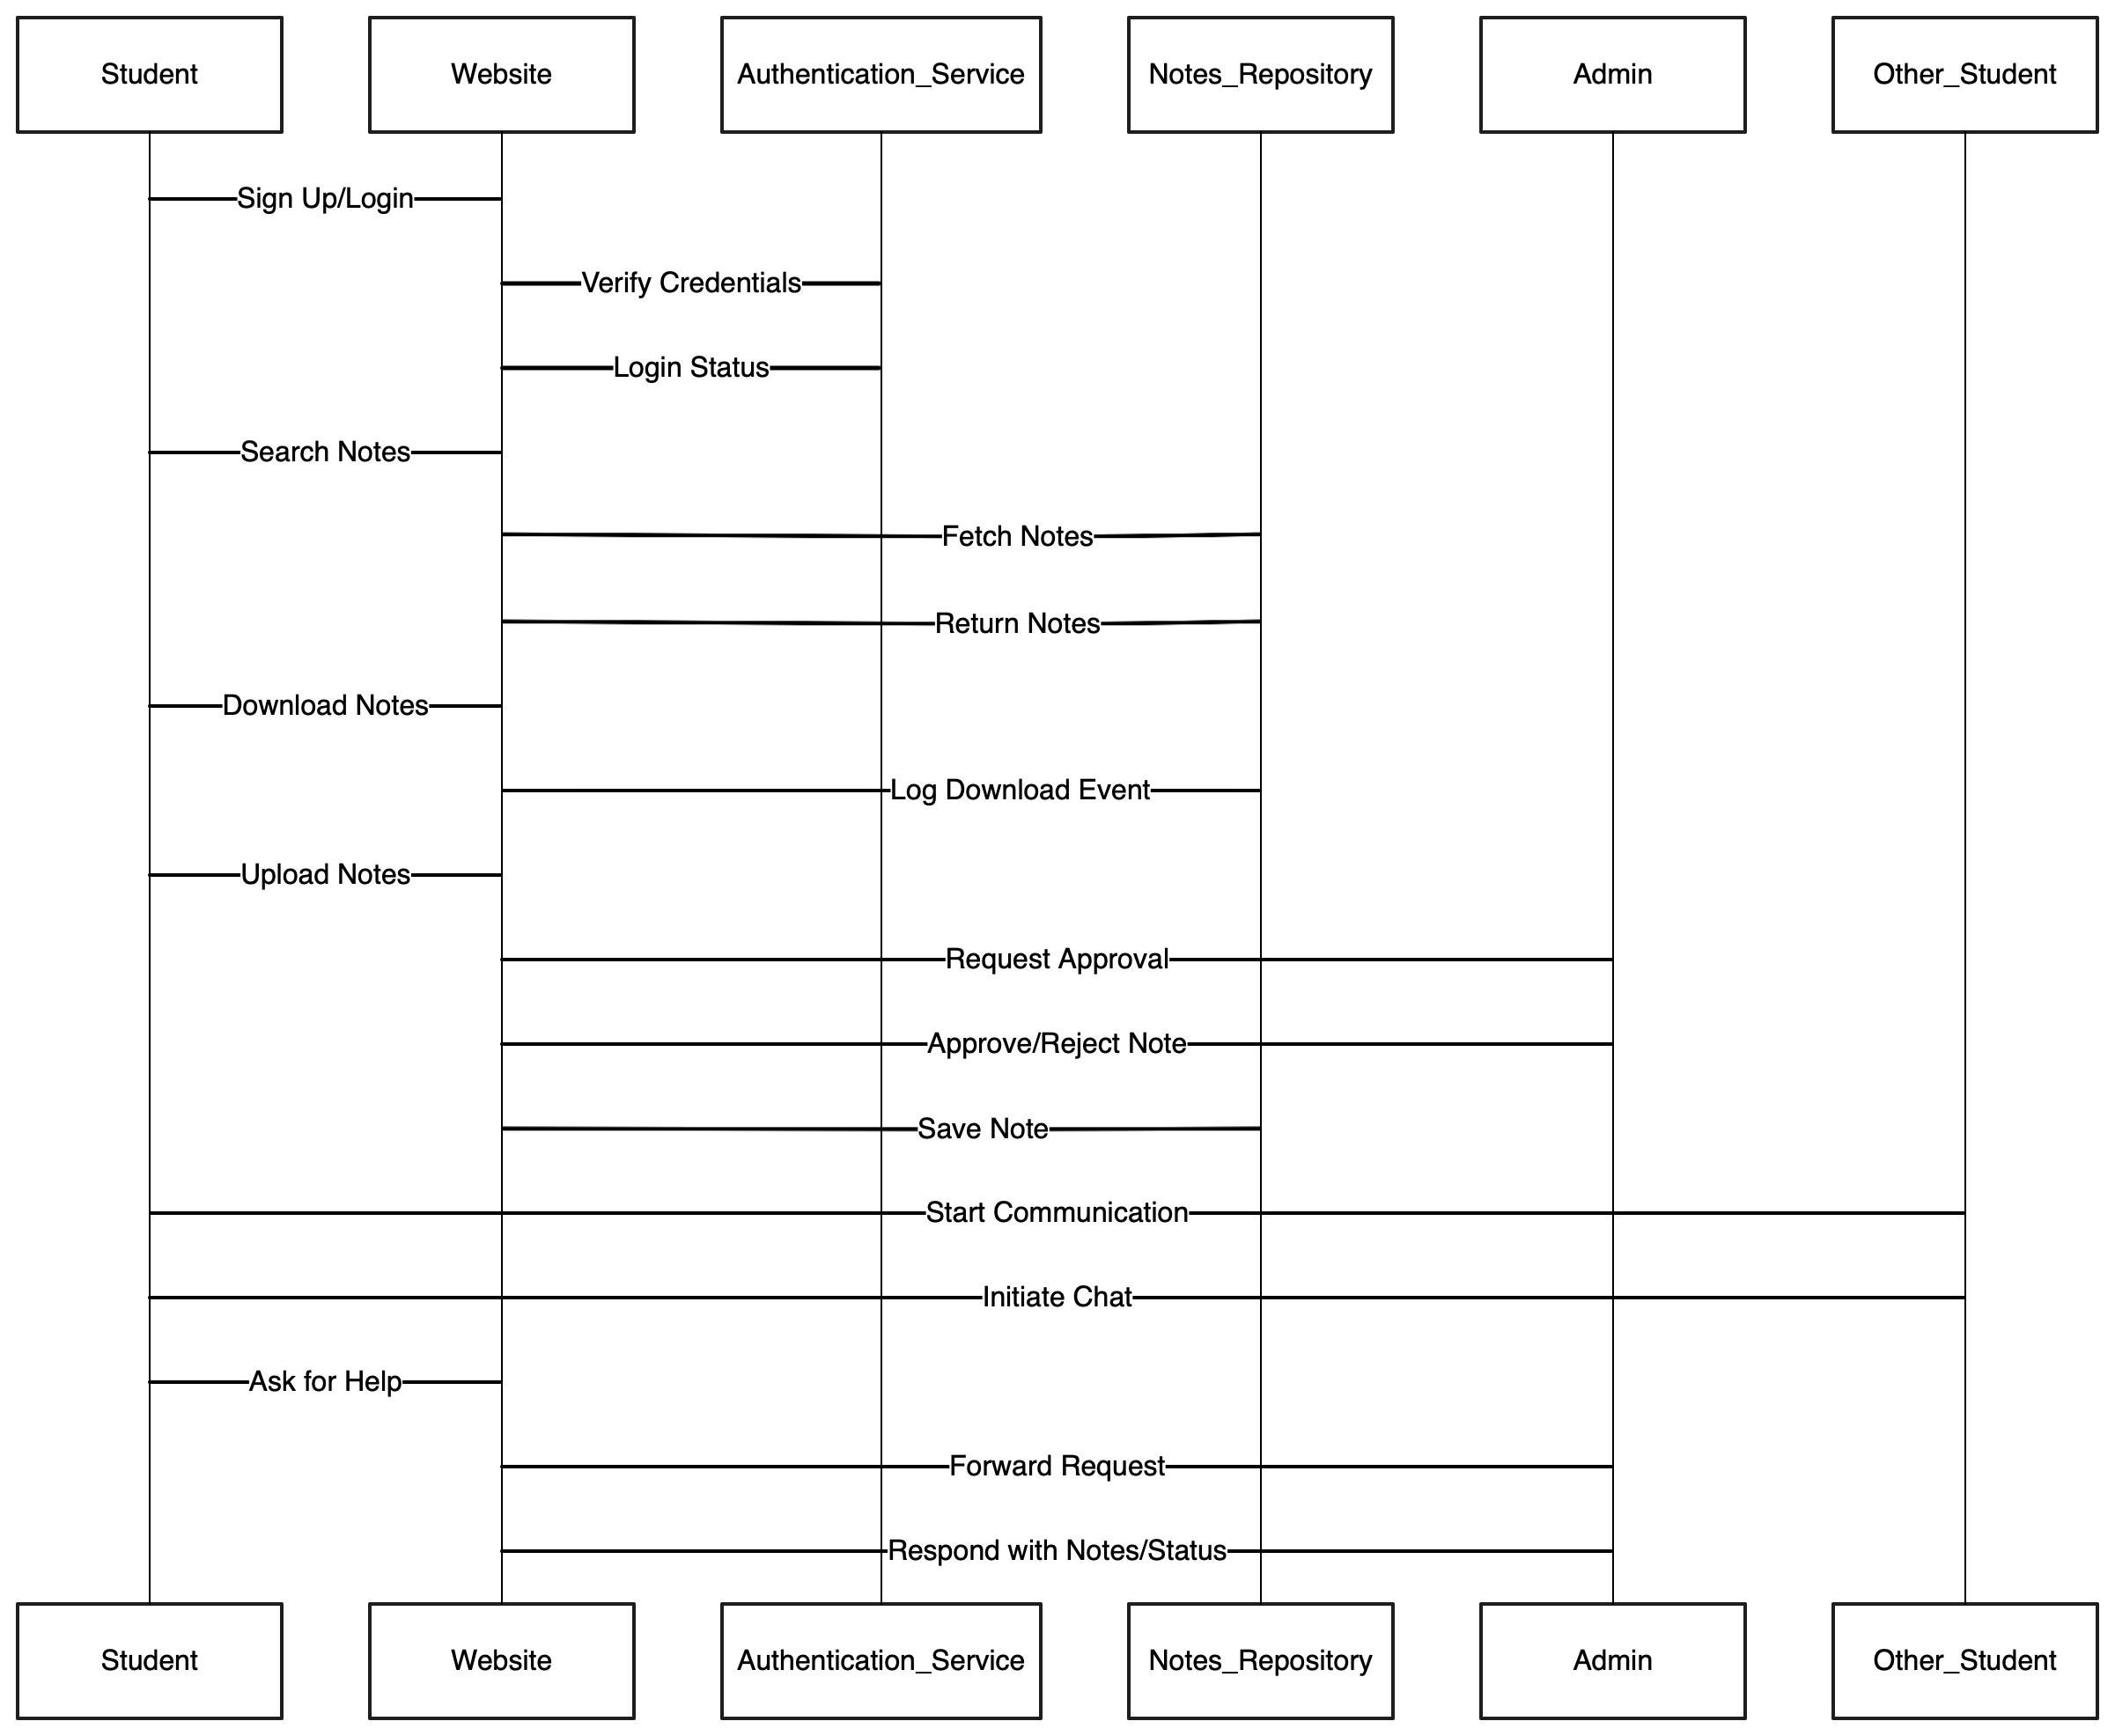 Student
Website
Authentication_Service
Notes_Repository
Admin
Other_Student
Sign Up/Login
Verify Credentials
Login Status
Search Notes
Fetch Notes
Return Notes
Download Notes
Log Download Event
Upload Notes
Request Approval
Approve/Reject Note
Save Note
Start Communication
Initiate Chat
Ask for Help
Forward Request
Respond with Notes/Status
Student
Website
Authentication_Service
Notes_Repository
Admin
Other_Student